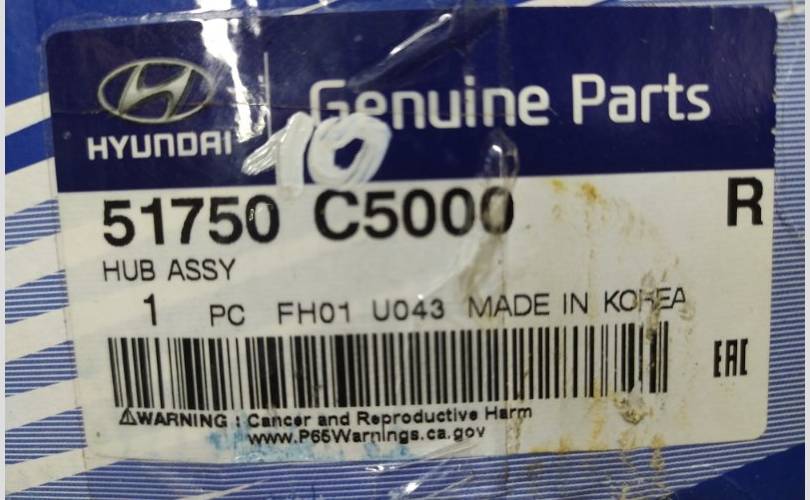 HYUNDAI
Genuine Parts
10
51750 C5000 R
HUB ASSY
1 PC FH01 U043 MADE IN KOREA
EAC
⚠WARNING : Cancer and Reproductive Harm
www.P65Warnings.ca.gov